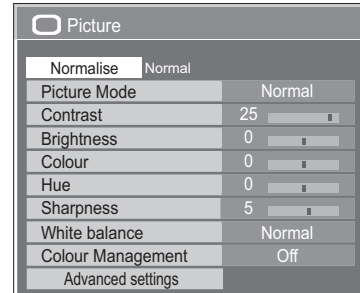 Picture
Normalise Normal
Picture Mode Normal
Contrast 25
Brightness 0
Colour 0
Hue 0
Sharpness 5
White balance Normal
Colour Management Off
Advanced settings